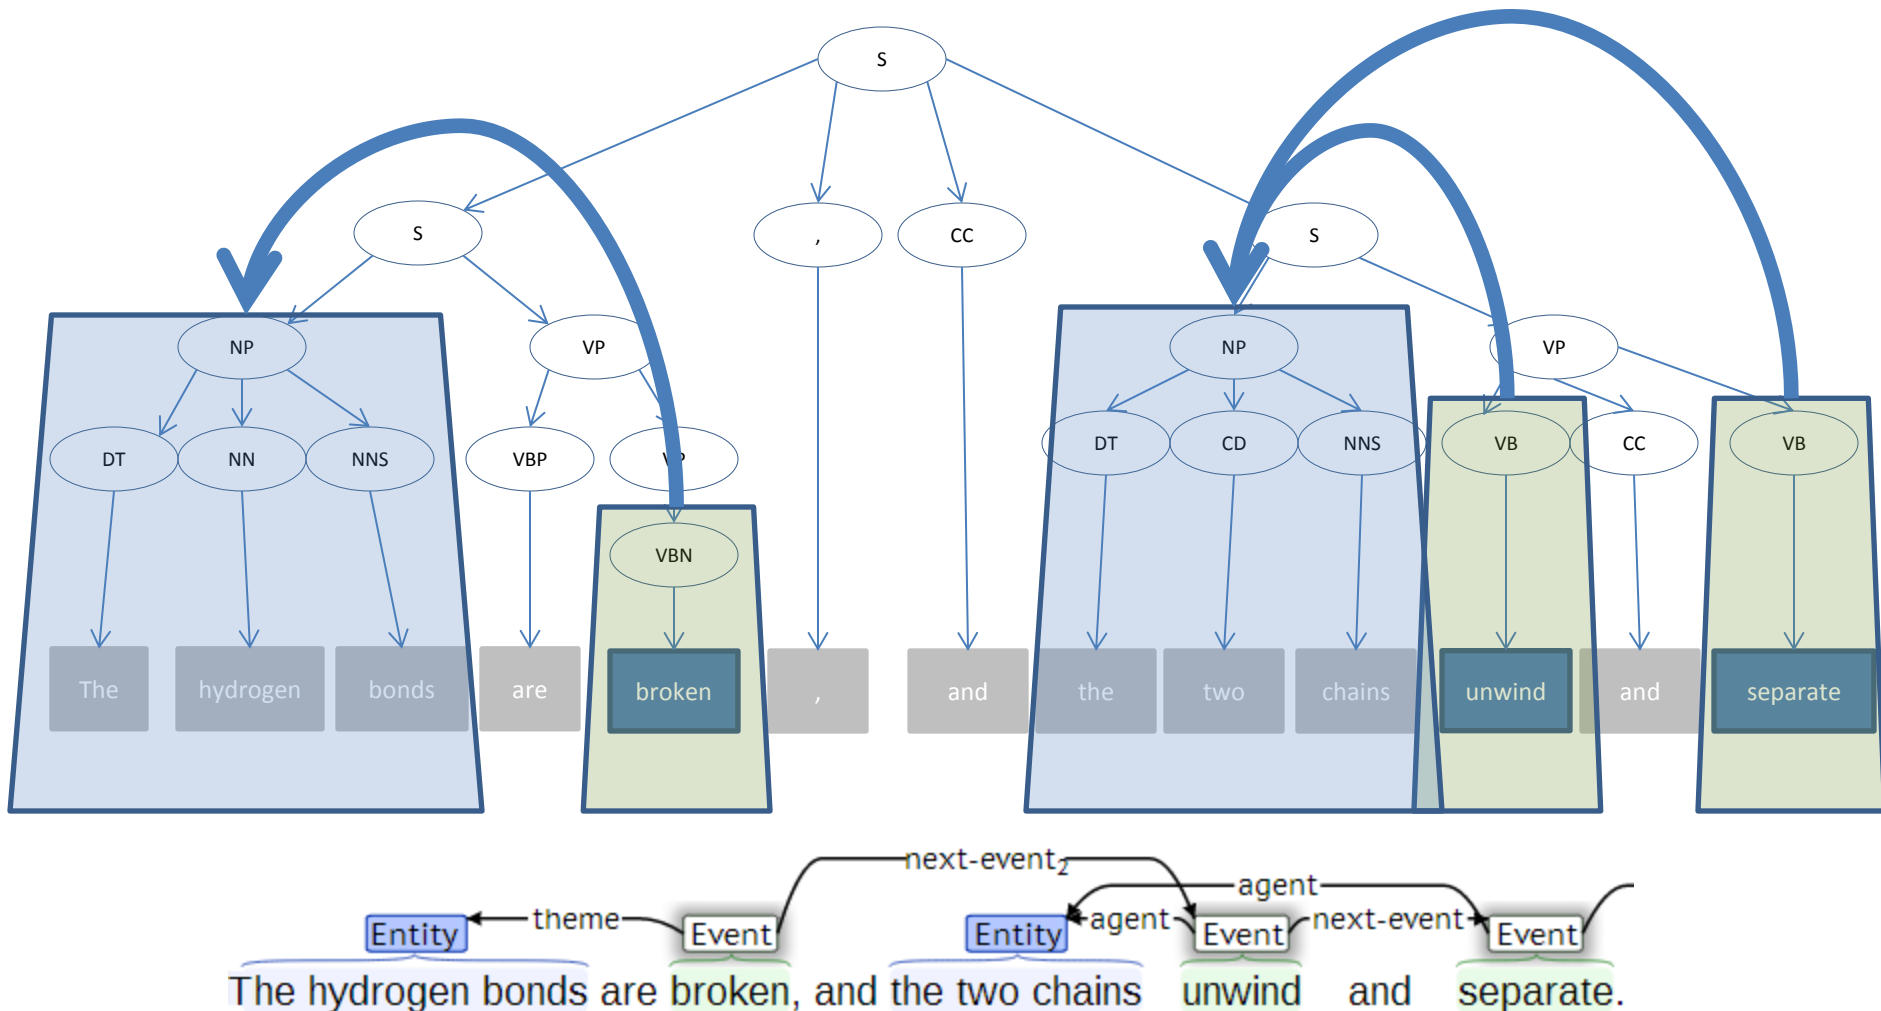 S
S , CC S
NP VP NP VP
DT NN NNS VBP VP DT CD NNS VB CC VB
VBN
The hydrogen bonds are broken , and the two chains unwind and separate
next-event2
agent
theme agent next-event
Entity Event Entity Event Event
The hydrogen bonds are broken, and the two chains unwind and separate.